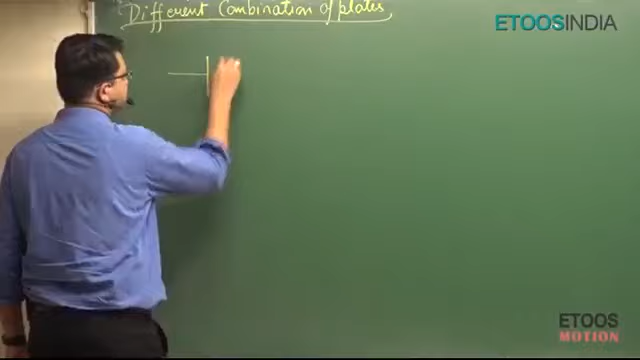 Different Combination of plates
ETOOSINDIA
ETOOS
MOTION